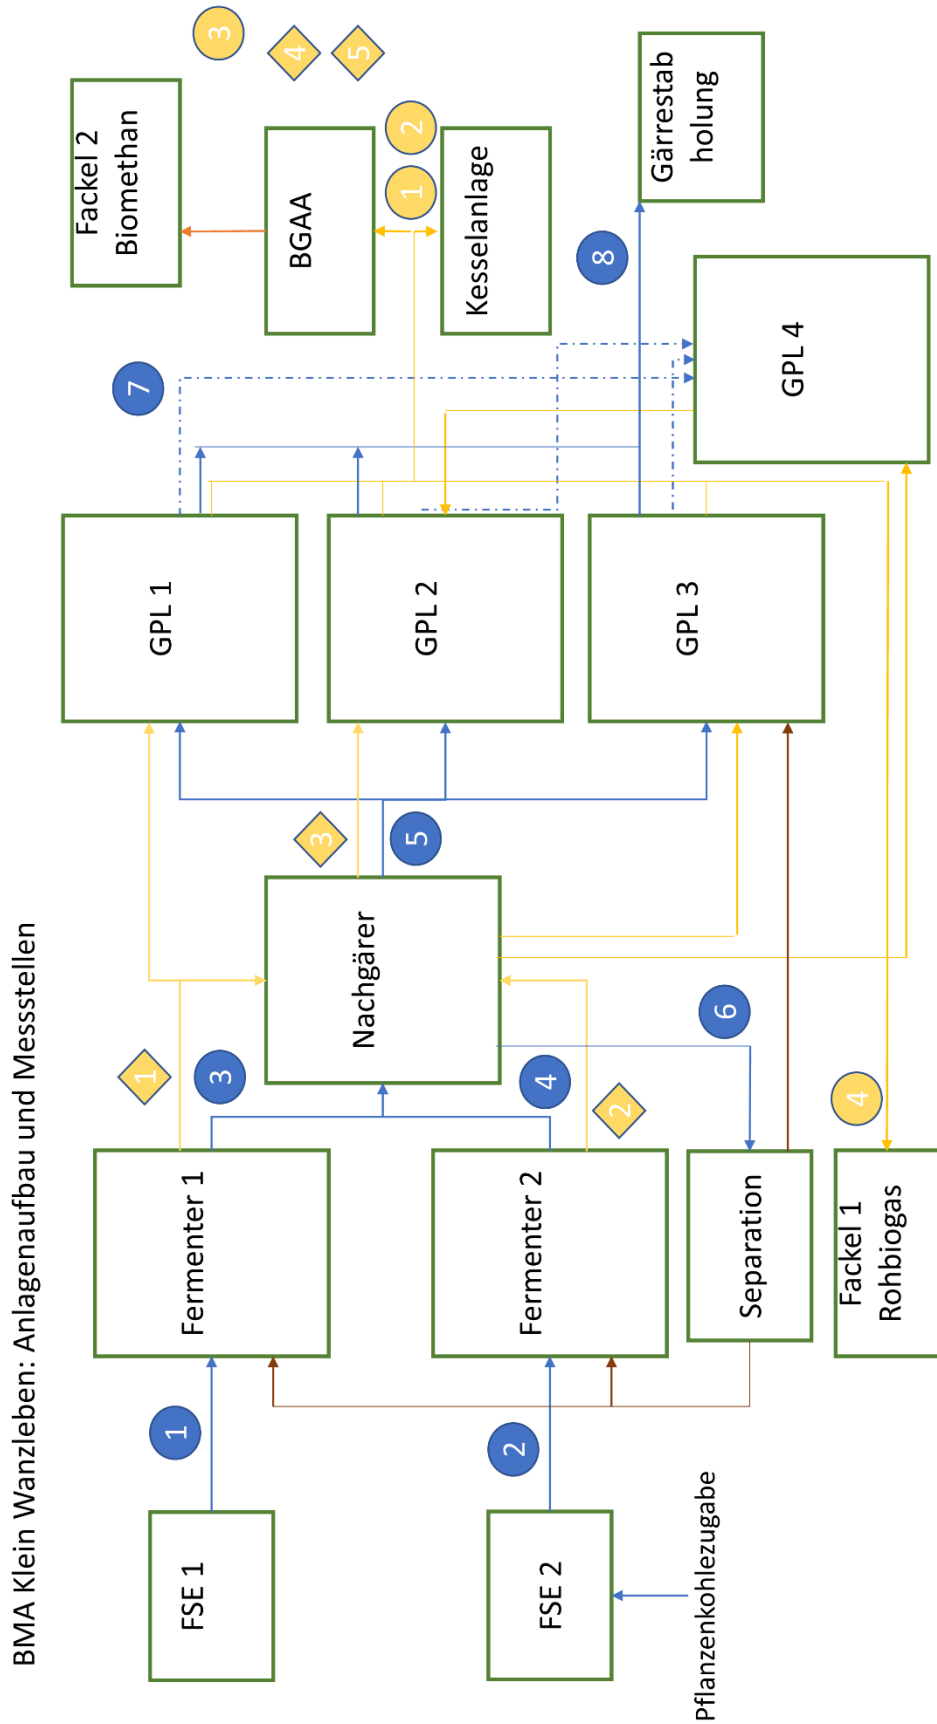 BMA Klein Wanzleben: Anlagenaufbau und Messstellen
FSE 1
1
Fermenter 1
1
3
FSE 2
Pflanzenkohlezugabe
2
Fermenter 2
4
2
Separation
6
Fackel 1
Rohbiogas
4
Nachgärer
3
5
GPL 1
GPL 2
GPL 3
7
GPL 4
8
Fackel 2
Biomethan
3
4
5
BGAA
1
2
Kesselanlage
Gärrestab
holung